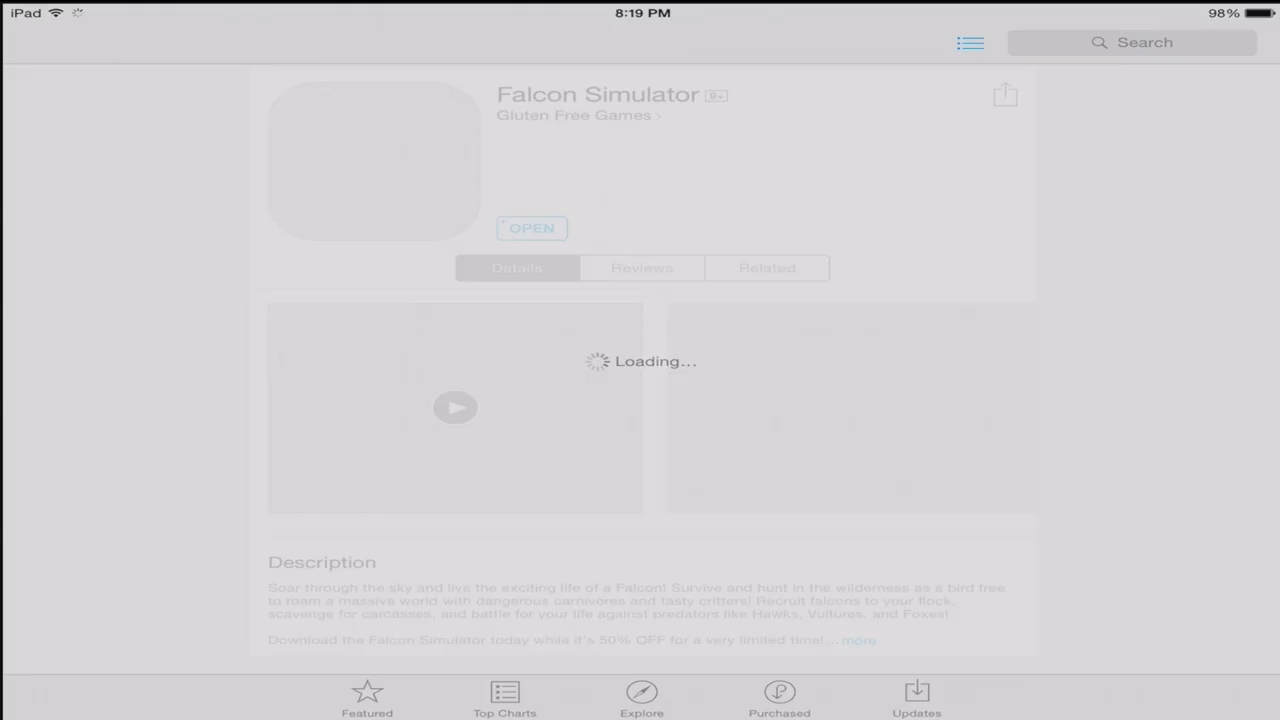 iPad 8:19 PM 98%
Search
Falcon Simulator 9+
Gluten Free Games
+ OPEN
Details Reviews Related
Loading...
Description
Soar through the sky and live the exciting life of a Falcon! Survive and hunt in the wilderness as a bird free
to roam a massive world with dangerous carnivores and tasty critters! Recruit falcons to your flock,
scavenge for carcasses, and battle for your life against predators like Hawks, Vultures, and Foxes!
Download the Falcon Simulator today while it's 50% OFF for a very limited time!... more
Featured Top Charts Explore Purchased Updates